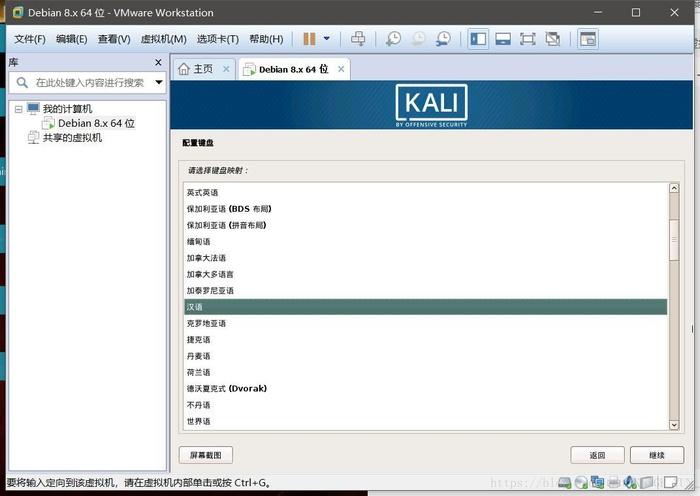 Debian 8.x 64 位 - VMware Workstation
文件(F) 编辑(E) 查看(V) 虚拟机(M) 选项卡(T) 帮助(H)
库
在此处键入内容进行搜索
我的计算机
Debian 8.x 64 位
共享的虚拟机
主页 Debian 8.x 64 位
KALI
BY OFFENSIVE SECURITY
配置键盘
请选择键盘映射：
英式英语
保加利亚语 (BDS 布局)
保加利亚语 (拼音布局)
缅甸语
加拿大法语
加拿大多语言
加泰罗尼亚语
汉语
克罗地亚语
捷克语
丹麦语
荷兰语
德沃夏克式 (Dvorak)
不丹语
世界语
屏幕截图 返回 继续
要将输入定向到该虚拟机，请在虚拟机内部单击或按 Ctrl+G。